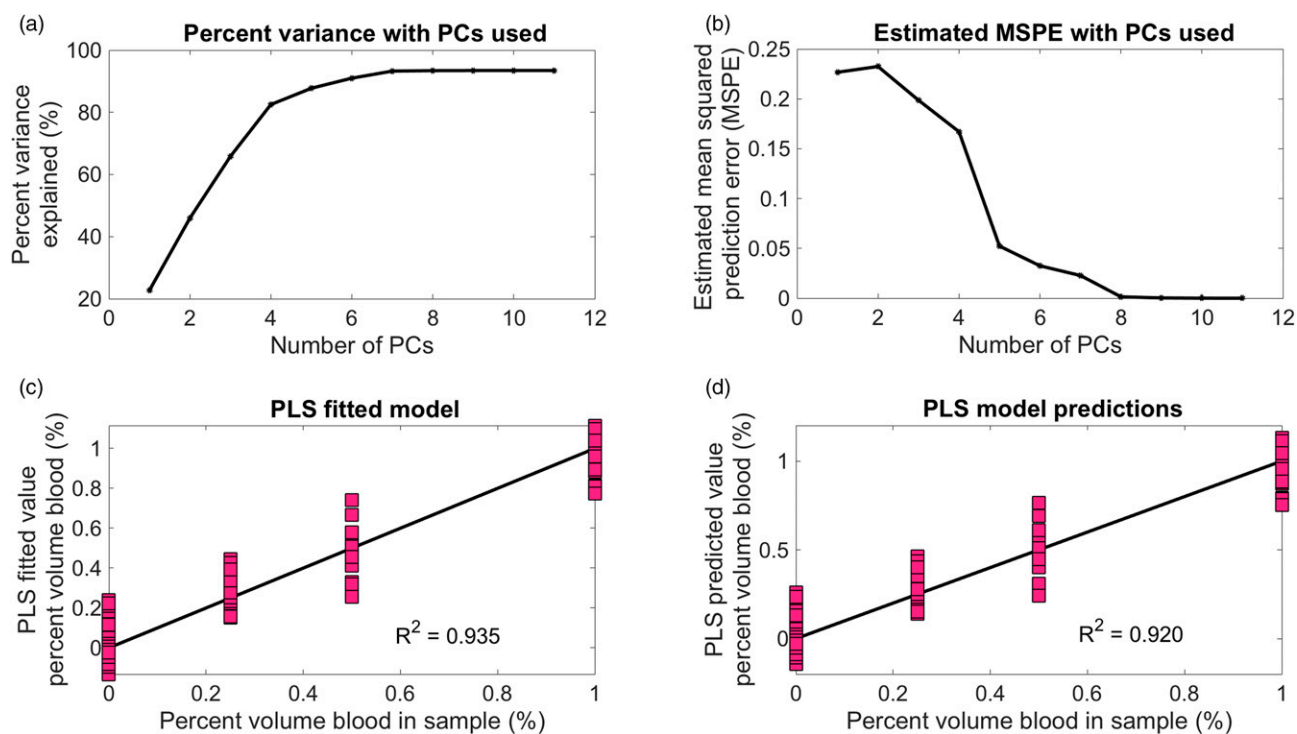 (a)
Percent variance with PCs used
Percent variance
explained (%)
100
80
60
40
20
0 2 4 6 8 10 12
Number of PCs
(b)
Estimated MSPE with PCs used
Estimated mean squared
prediction error (MSPE)
0.25
0.2
0.15
0.1
0.05
0
0 2 4 6 8 10 12
Number of PCs
(c)
PLS fitted model
PLS fitted value
percent volume blood (%)
1
0.8
0.6
0.4
0.2
0
R² = 0.935
0 0.2 0.4 0.6 0.8 1
Percent volume blood in sample (%)
(d)
PLS model predictions
PLS predicted value
percent volume blood (%)
1
0.5
0
R² = 0.920
0 0.2 0.4 0.6 0.8 1
Percent volume blood in sample (%)